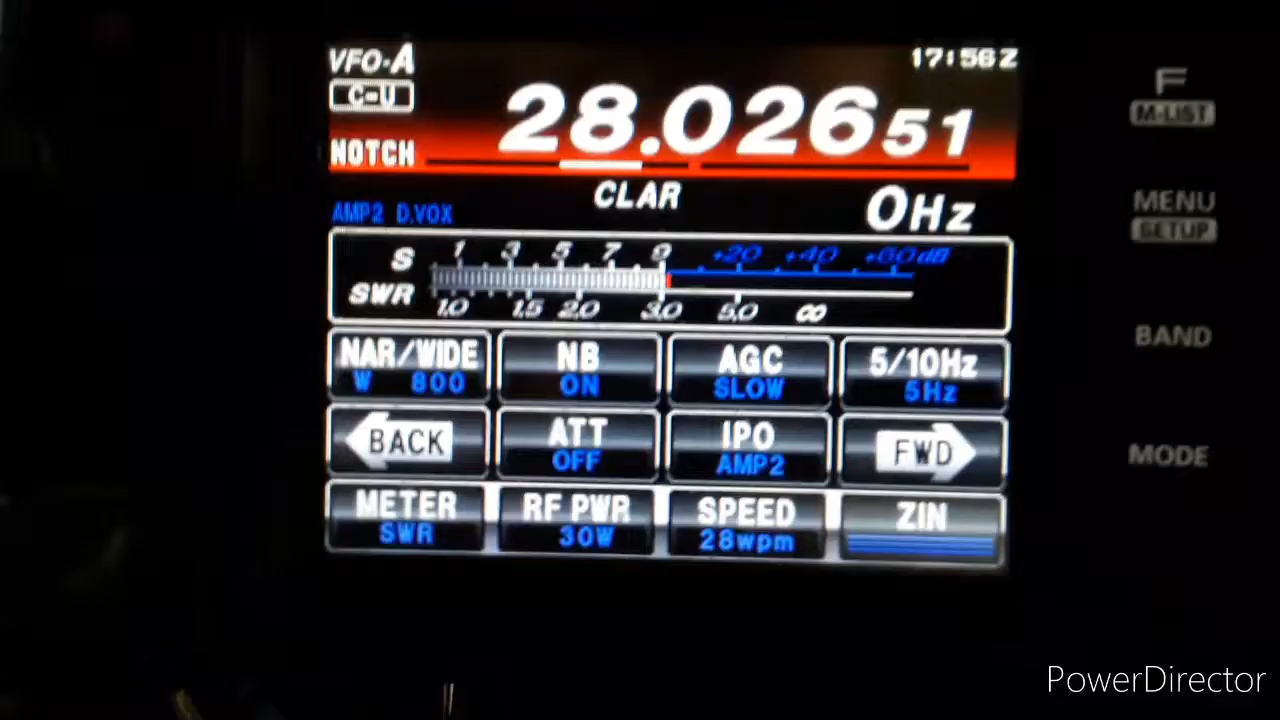 VFO-A 17:56Z
C-U 28.02651
NOTCH
CLAR 0Hz
AMP2 D.VOX
S 1 3 5 7 9 +20 +40 +60dB
SWR 1.0 1.5 2.0 3.0 5.0 ∞
NAR/WIDE NB AGC 5/10Hz
W 800 ON SLOW 5Hz
BACK ATT IPO FWD
OFF AMP2
METER RF PWR SPEED ZIN
SWR 30W 28wpm
F
M-LIST
MENU
SETUP
BAND
MODE
PowerDirector